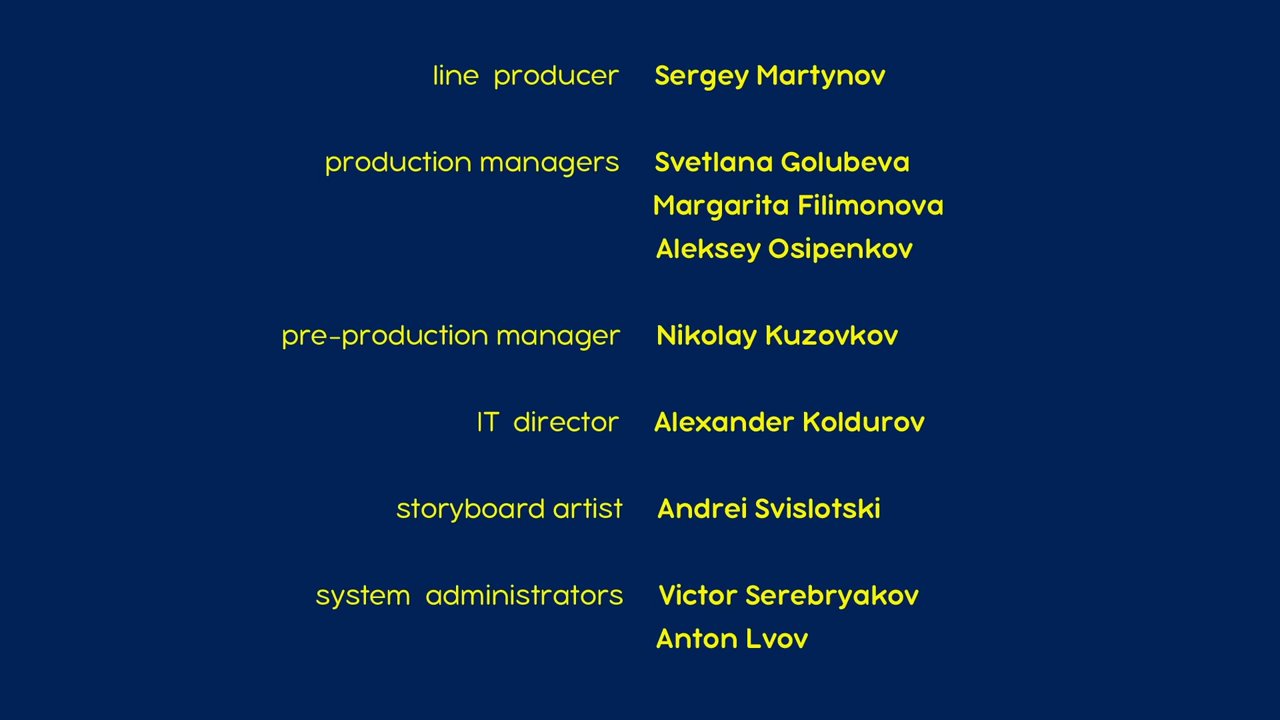 line producer Sergey Martynov
production managers Svetlana Golubeva
Margarita Filimonova
Aleksey Osipenkov
pre-production manager Nikolay Kuzovkov
IT director Alexander Koldurov
storyboard artist Andrei Svislotski
system administrators Victor Serebryakov
Anton Lvov